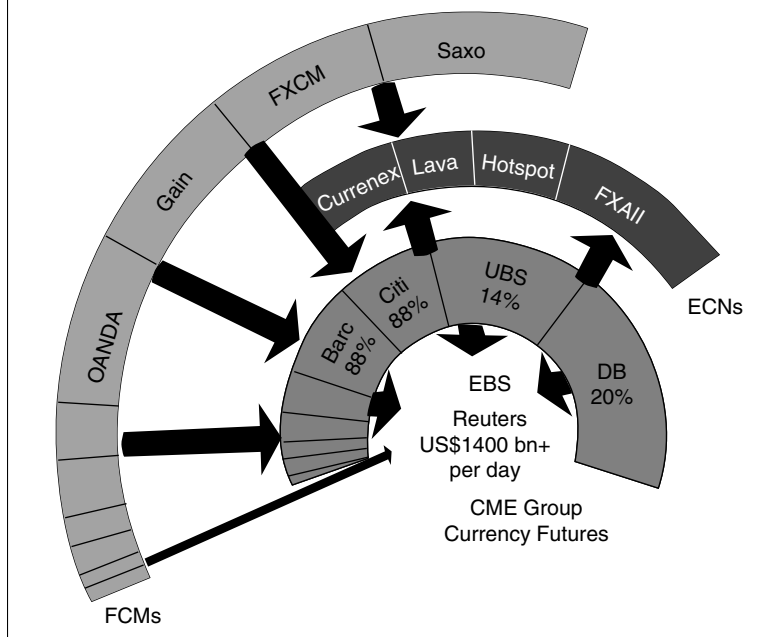 Saxo
FXCM
Gain
OANDA
FCMs
Currenex
Lava
Hotspot
FXAII
ECNs
Barc
88%
Citi
88%
UBS
14%
DB
20%
EBS
Reuters
US$1400 bn+
per day
CME Group
Currency Futures